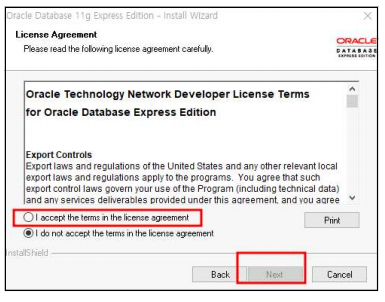 Oracle Database 11g Express Edition - Install Wizard
License Agreement
Please read the following license agreement carefully.
ORACLE
DATABASE
EXPRESS EDITION
Oracle Technology Network Developer License Terms
for Oracle Database Express Edition
Export Controls
Export laws and regulations of the United States and any other relevant local
export laws and regulations apply to the programs. You agree that such
export control laws govern your use of the Program (including technical data)
and any services deliverables provided under this agreement, and you agree
I accept the terms in the license agreement
Print
I do not accept the terms in the license agreement
InstallShield
Back
Next
Cancel